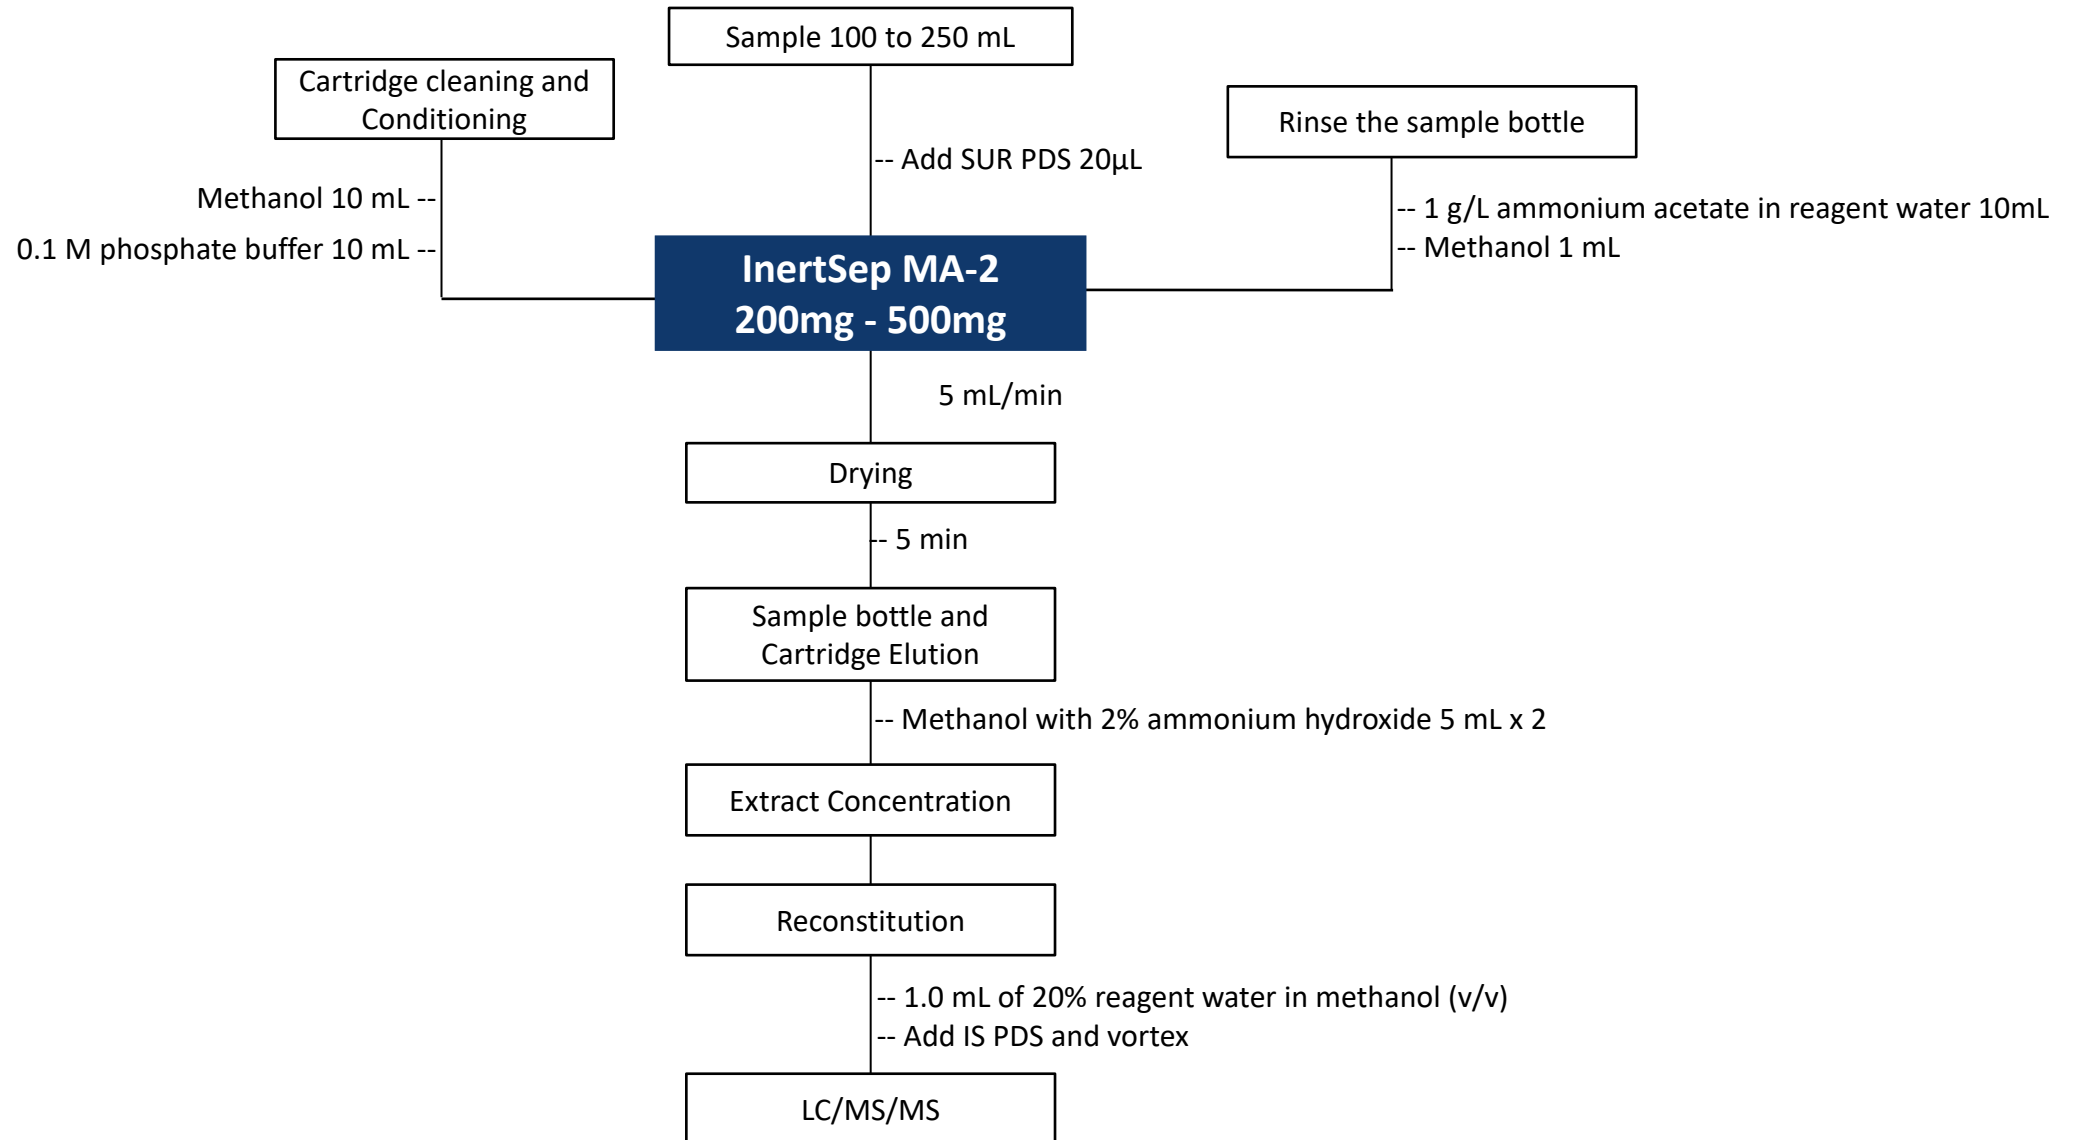 Sample 100 to 250 mL
Cartridge cleaning and
Conditioning
Rinse the sample bottle
-- Add SUR PDS 20µL
Methanol 10 mL --
0.1 M phosphate buffer 10 mL --
-- 1 g/L ammonium acetate in reagent water 10mL
-- Methanol 1 mL
InertSep MA-2
200mg - 500mg
5 mL/min
Drying
-- 5 min
Sample bottle and
Cartridge Elution
-- Methanol with 2% ammonium hydroxide 5 mL x 2
Extract Concentration
Reconstitution
-- 1.0 mL of 20% reagent water in methanol (v/v)
-- Add IS PDS and vortex
LC/MS/MS